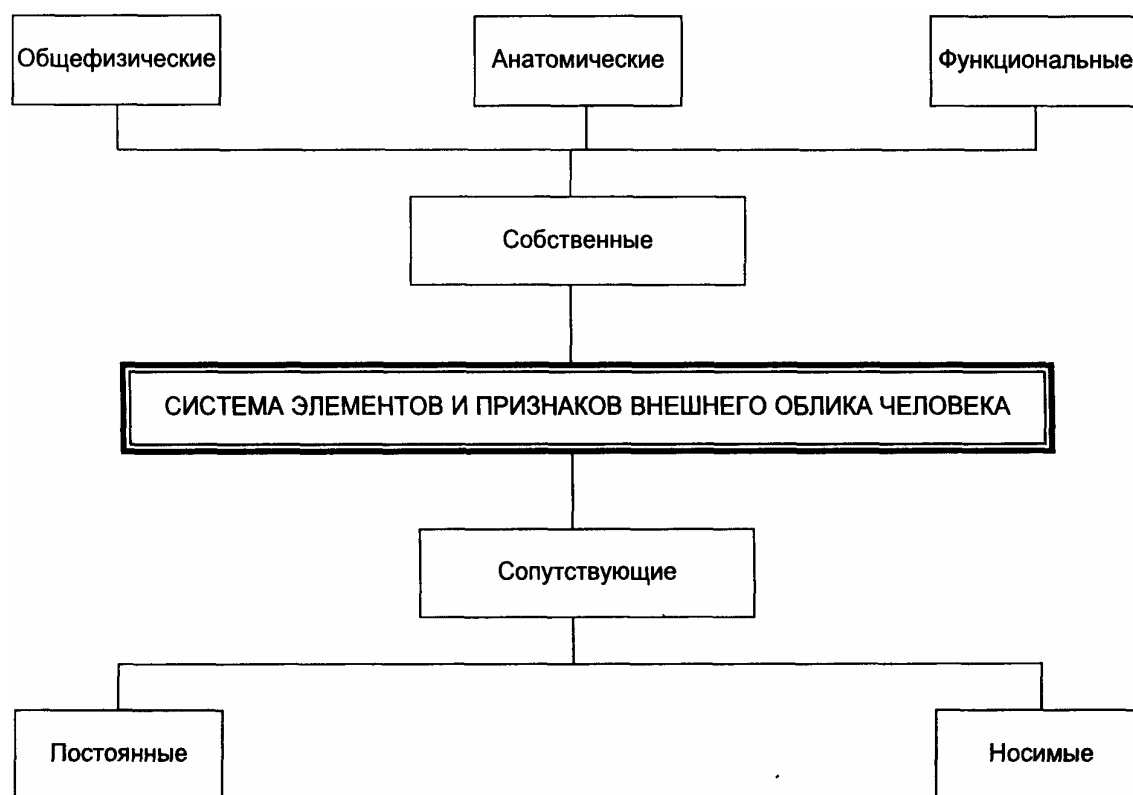 Общефизические
Анатомические
Функциональные
Собственные
СИСТЕМА ЭЛЕМЕНТОВ И ПРИЗНАКОВ ВНЕШНЕГО ОБЛИКА ЧЕЛОВЕКА
Сопутствующие
Постоянные
Носимые